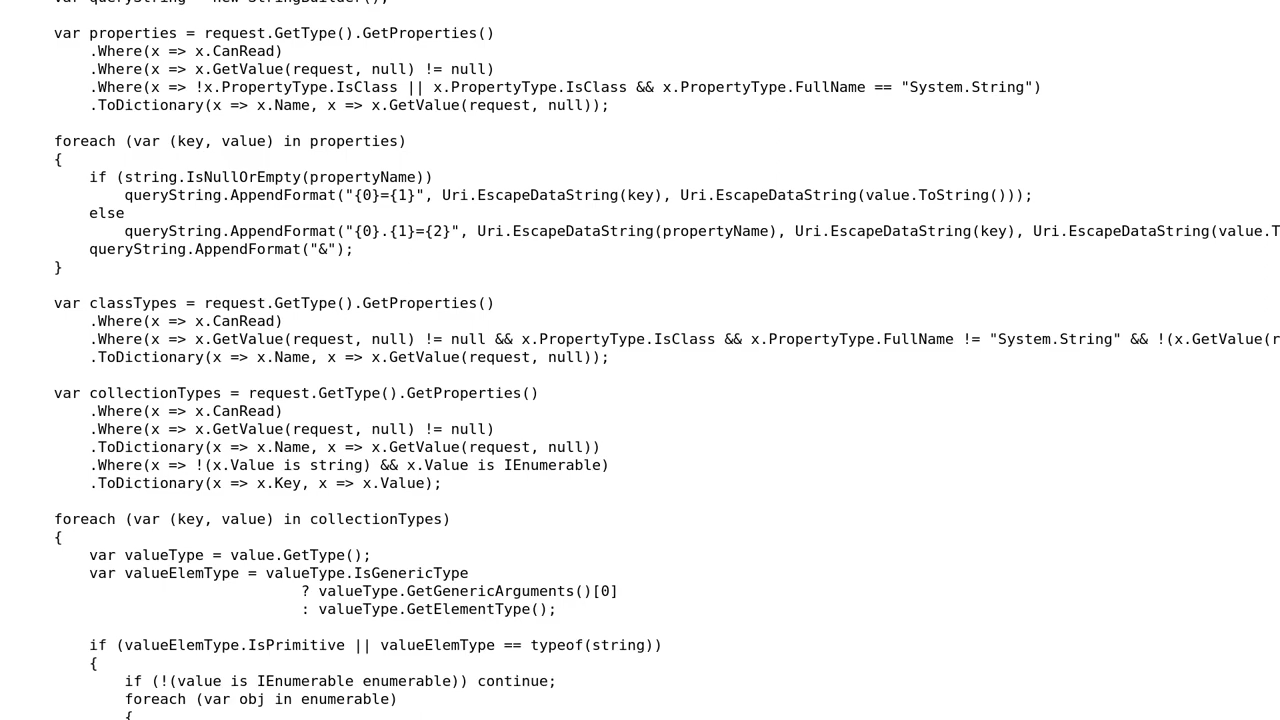 var queryString = new StringBuilder();
var properties = request.GetType().GetProperties()
.Where(x => x.CanRead)
.Where(x => x.GetValue(request, null) != null)
.Where(x => !x.PropertyType.IsClass || x.PropertyType.IsClass && x.PropertyType.FullName == "System.String")
.ToDictionary(x => x.Name, x => x.GetValue(request, null));
foreach (var (key, value) in properties)
{
if (string.IsNullOrEmpty(propertyName))
queryString.AppendFormat("{0}={1}", Uri.EscapeDataString(key), Uri.EscapeDataString(value.ToString()));
else
queryString.AppendFormat("{0}.{1}={2}", Uri.EscapeDataString(propertyName), Uri.EscapeDataString(key), Uri.EscapeDataString(value.T
queryString.AppendFormat("&");
}
var classTypes = request.GetType().GetProperties()
.Where(x => x.CanRead)
.Where(x => x.GetValue(request, null) != null && x.PropertyType.IsClass && x.PropertyType.FullName != "System.String" && !(x.GetValue(r
.ToDictionary(x => x.Name, x => x.GetValue(request, null));
var collectionTypes = request.GetType().GetProperties()
.Where(x => x.CanRead)
.Where(x => x.GetValue(request, null) != null)
.ToDictionary(x => x.Name, x => x.GetValue(request, null))
.Where(x => !(x.Value is string) && x.Value is IEnumerable)
.ToDictionary(x => x.Key, x => x.Value);
foreach (var (key, value) in collectionTypes)
{
var valueType = value.GetType();
var valueElemType = valueType.IsGenericType
? valueType.GetGenericArguments()[0]
: valueType.GetElementType();
if (valueElemType.IsPrimitive || valueElemType == typeof(string))
{
if (!(value is IEnumerable enumerable)) continue;
foreach (var obj in enumerable)
{